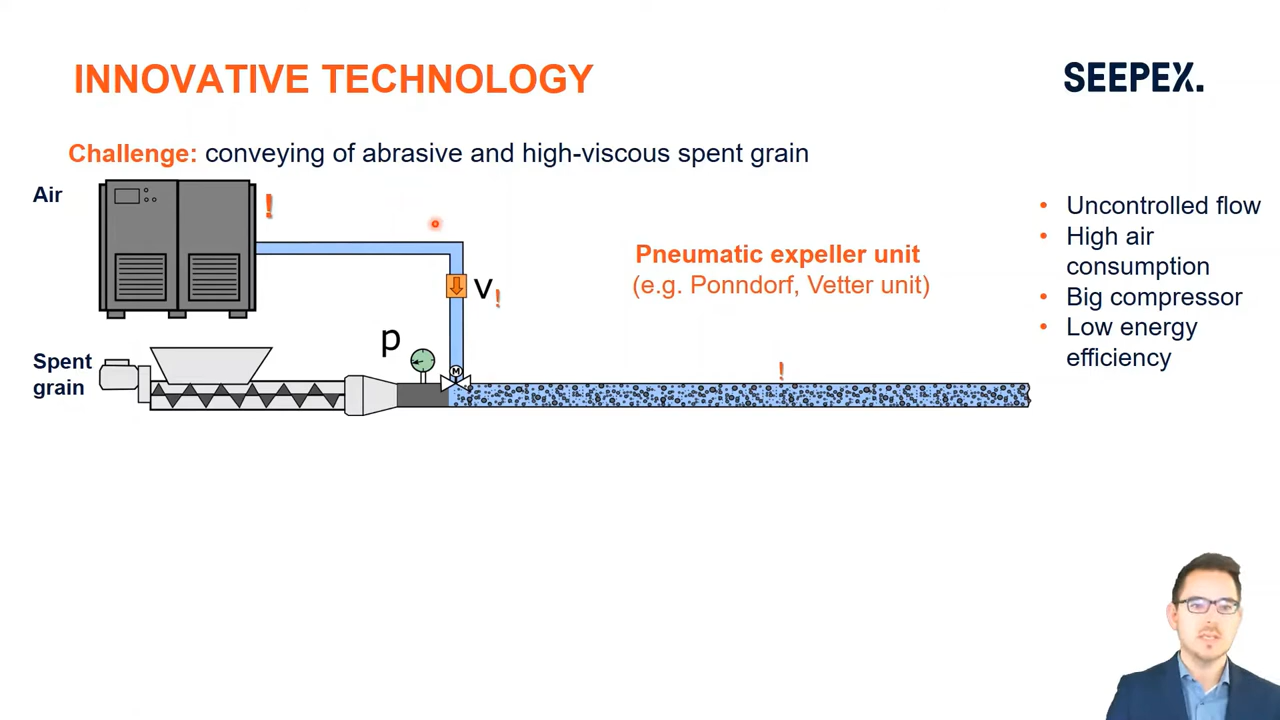 INNOVATIVE TECHNOLOGY
SEEPEX.
Challenge: conveying of abrasive and high-viscous spent grain
Air
!
• Uncontrolled flow
• High air
consumption
• Big compressor
• Low energy
efficiency
Pneumatic expeller unit
(e.g. Ponndorf, Vetter unit)
v!
p
Spent
grain
M
!